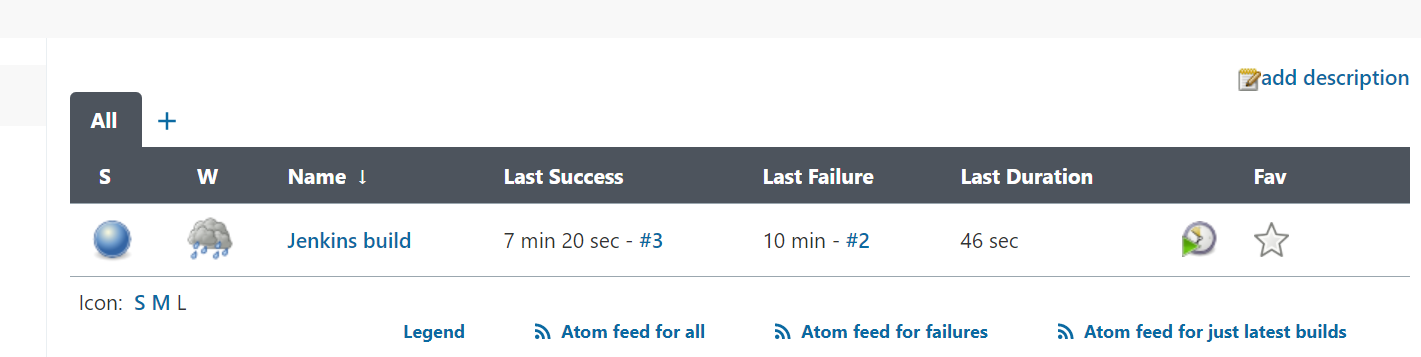 add description
All +
S W Name ↓ Last Success Last Failure Last Duration Fav
Jenkins build 7 min 20 sec - #3 10 min - #2 46 sec
Icon: S M L
Legend Atom feed for all Atom feed for failures Atom feed for just latest builds